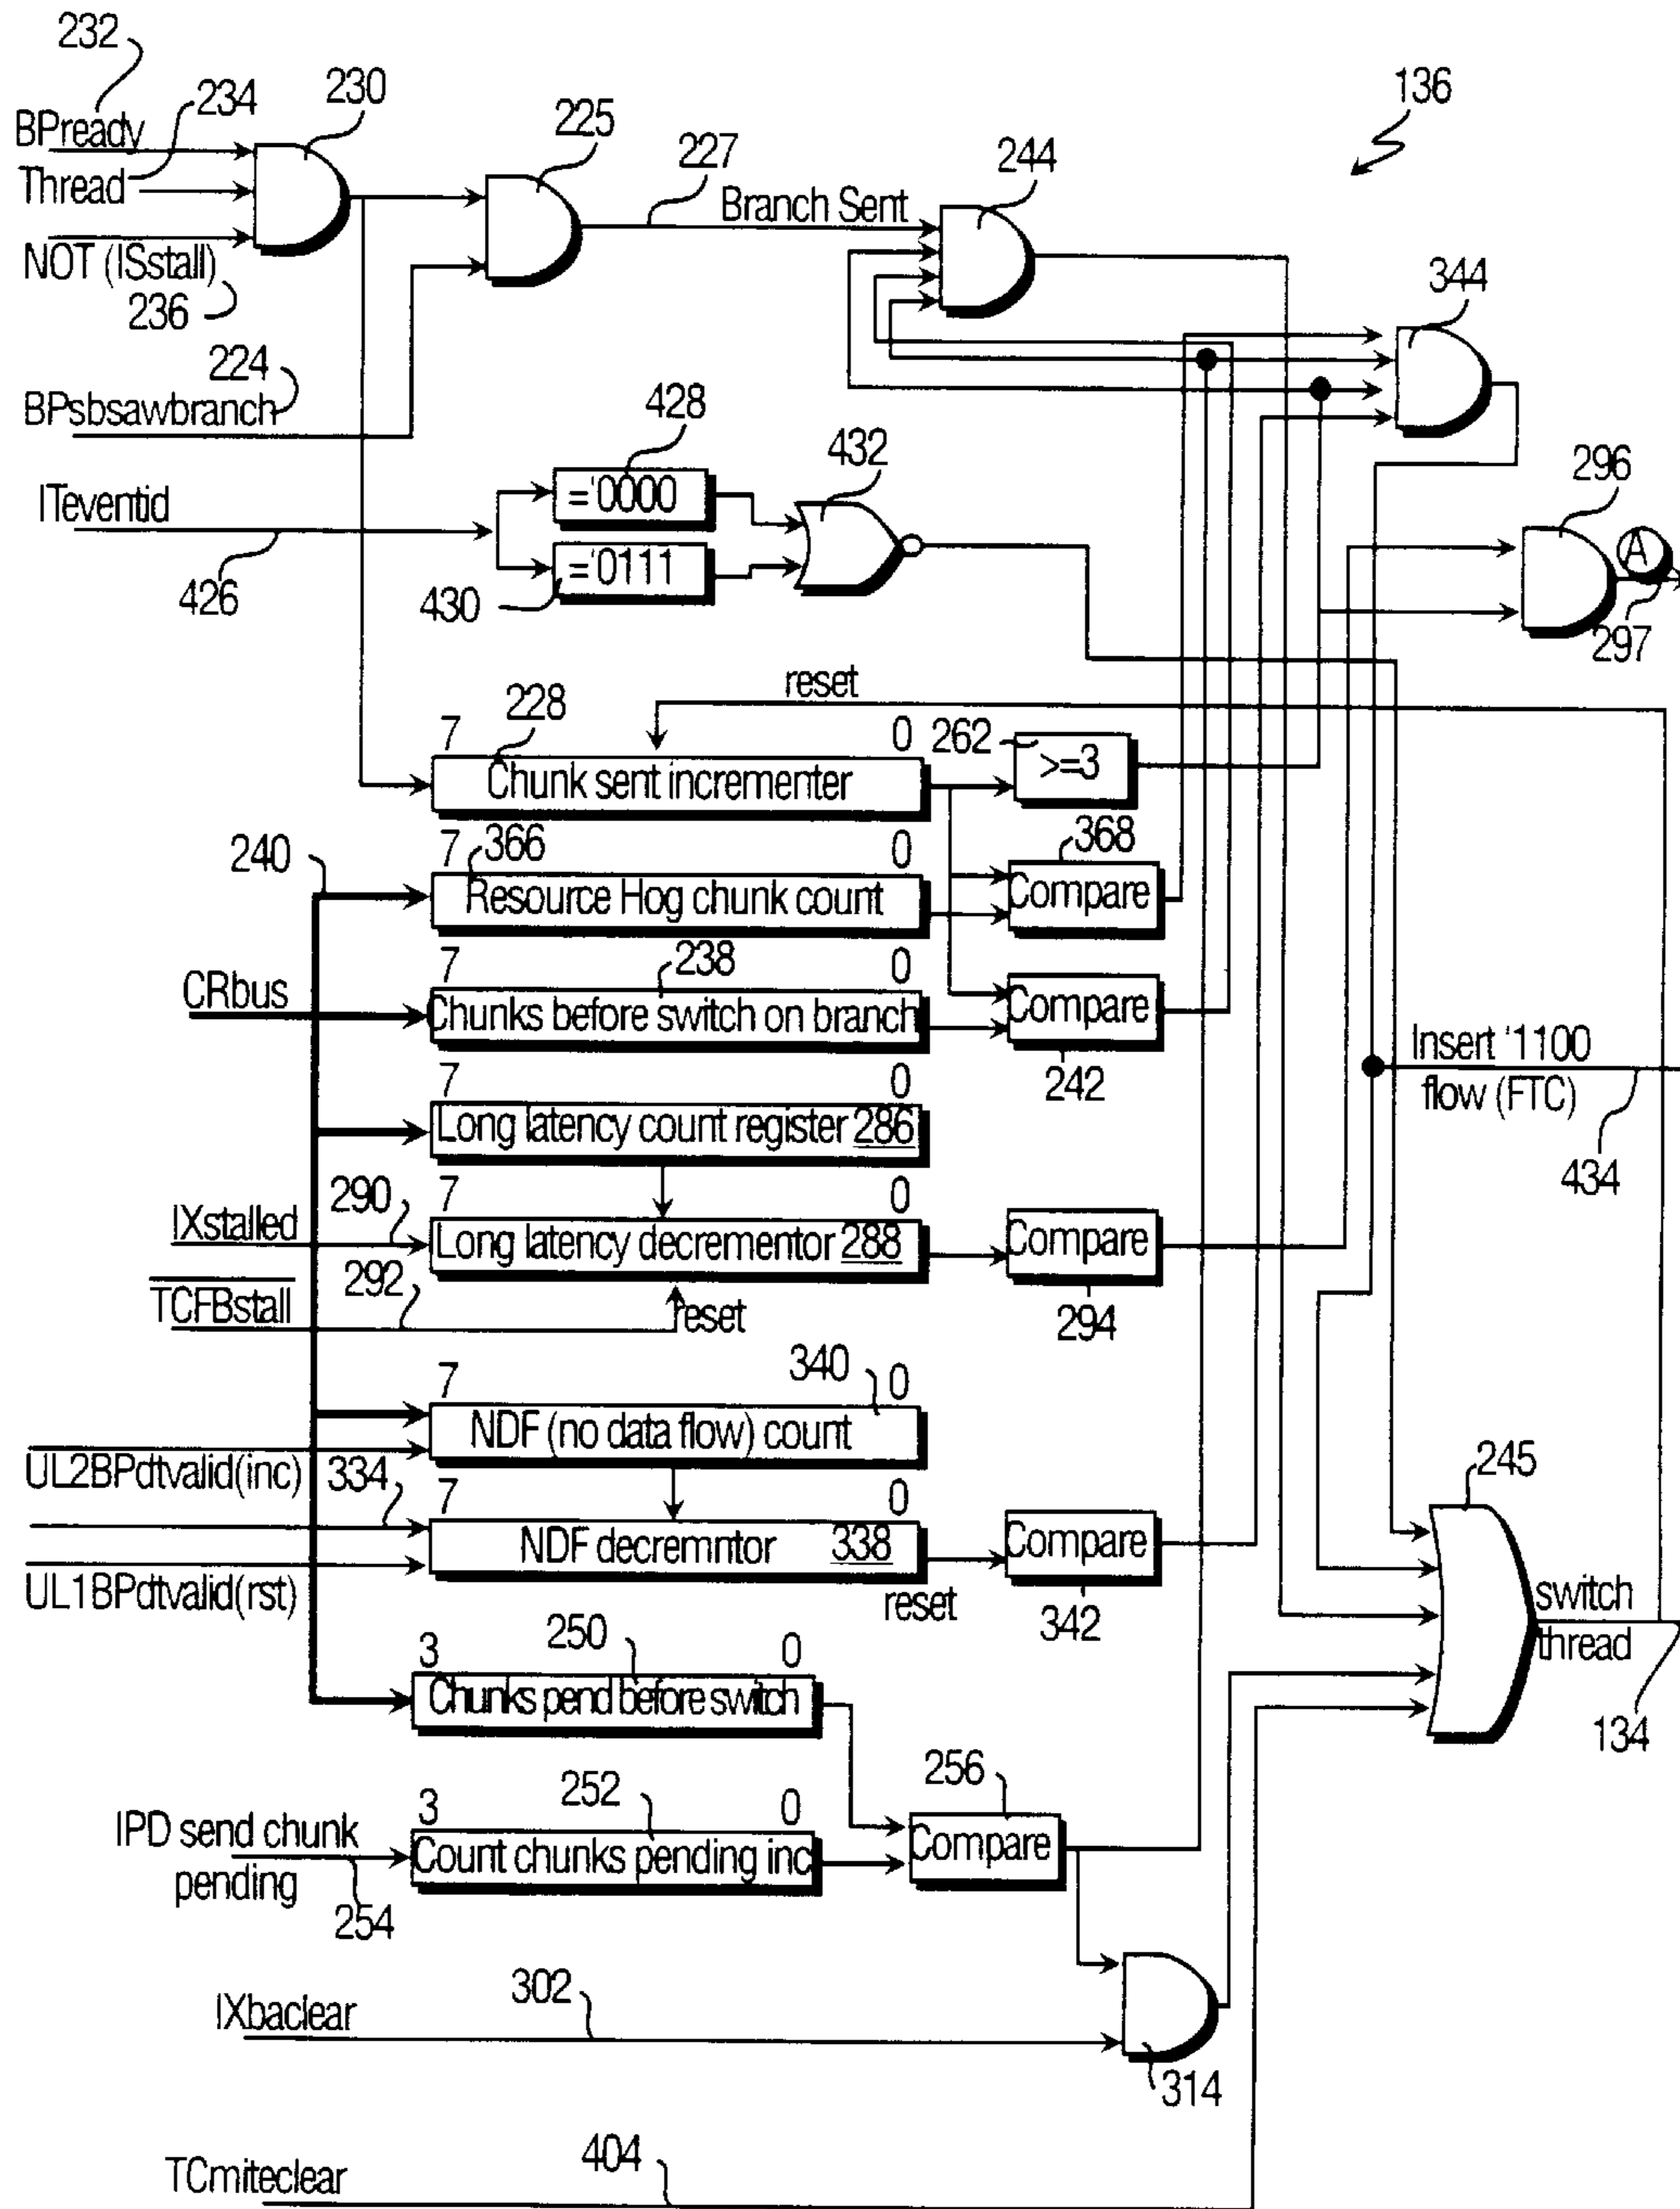 232
BPready
234
230
Thread
NOT (ISstall)
236
225
227
Branch Sent
244
136
344
224
BPsbsawbranch
428
432
='0000
ITeventid
426
='0111
430
296
A
297
reset
7
228
0
262
Chunk sent incrementer
>=3
240
7
366
0
368
Resource Hog chunk count
Compare
CRbus
7
238
0
Chunks before switch on branch
Compare
242
Insert '1100
flow (FTC)
434
7
0
Long latency count register 286
IXstalled
290
7
0
Long latency decrementor 288
Compare
294
TCFBstall
292
reset
7
340
0
NDF (no data flow) count
UL2BPdtvalid(inc)
334
7
0
NDF decremntor 338
Compare
342
UL1BPdtvalid(rst)
reset
245
switch
thread
134
3
250
0
Chunks pend before switch
3
252
0
256
IPD send chunk
pending
254
Count chunks pending inc
Compare
IXbaclear
302
314
TCmiteclear
404